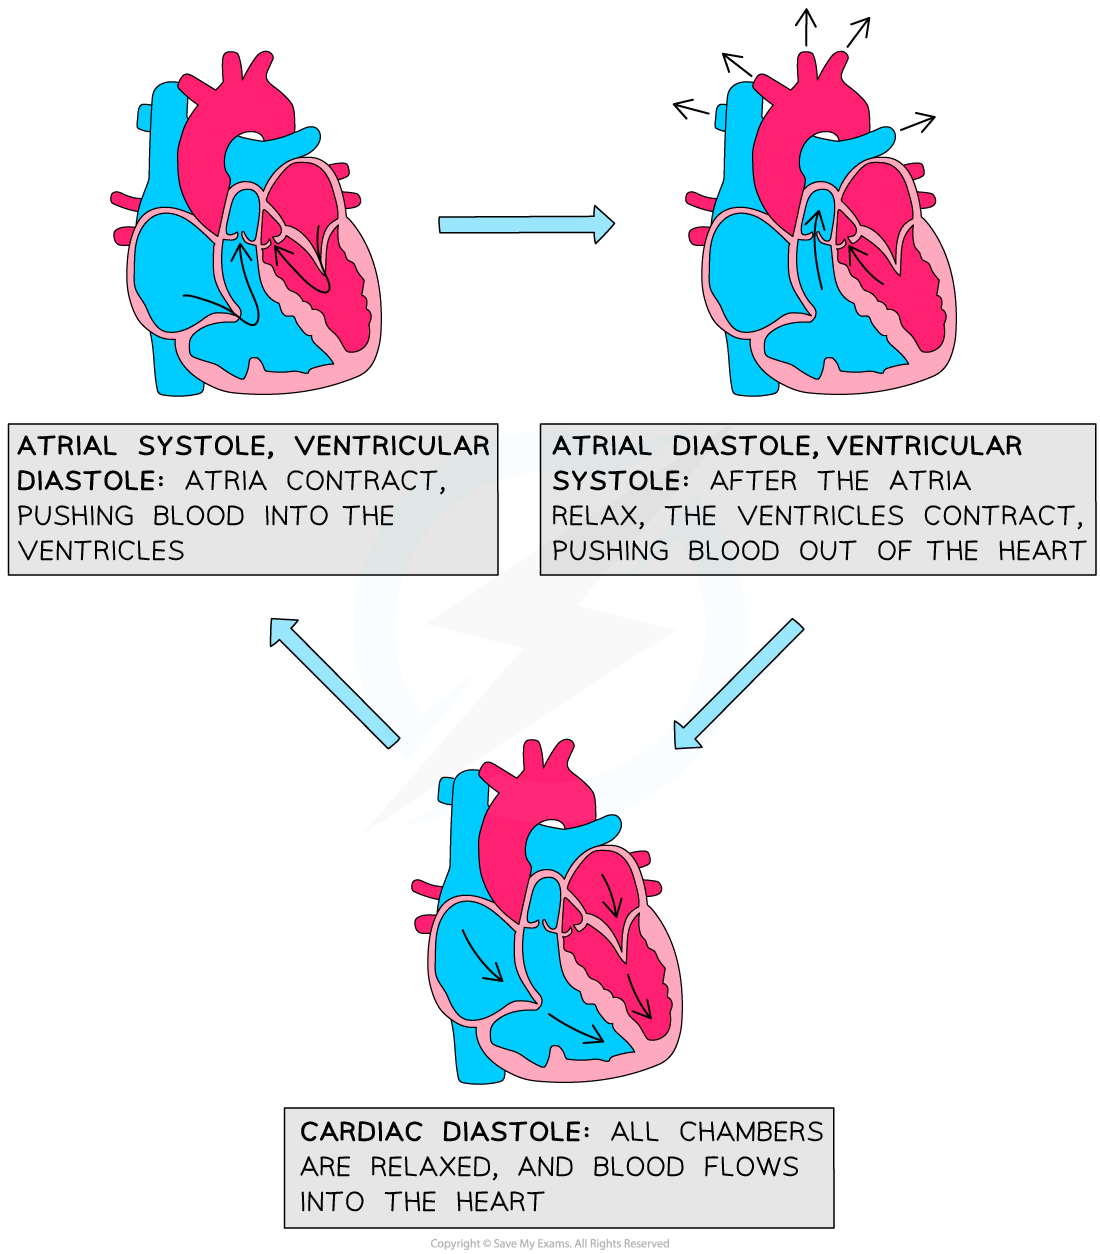 ATRIAL SYSTOLE, VENTRICULAR
DIASTOLE: ATRIA CONTRACT,
PUSHING BLOOD INTO THE
VENTRICLES
ATRIAL DIASTOLE, VENTRICULAR
SYSTOLE: AFTER THE ATRIA
RELAX, THE VENTRICLES CONTRACT,
PUSHING BLOOD OUT OF THE HEART
CARDIAC DIASTOLE: ALL CHAMBERS
ARE RELAXED, AND BLOOD FLOWS
INTO THE HEART
Copyright © Save My Exams. All Rights Reserved